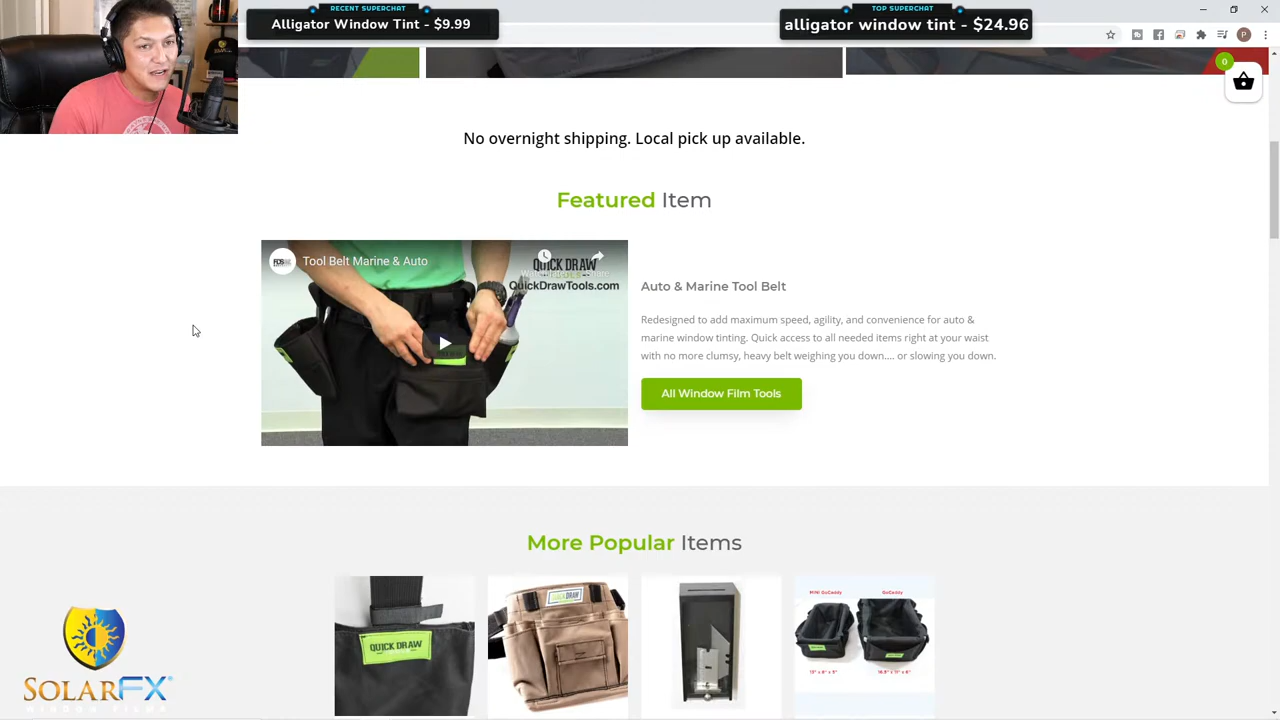 RECENT SUPERCHAT
Alligator Window Tint - $9.99
TOP SUPERCHAT
alligator window tint - $24.96
0
No overnight shipping. Local pick up available.
Featured Item
Tool Belt Marine & Auto
QUICK DRAW
QuickDrawTools.com
Auto & Marine Tool Belt
Redesigned to add maximum speed, agility, and convenience for auto &
marine window tinting. Quick access to all needed items right at your waist
with no more clumsy, heavy belt weighing you down.... or slowing you down.
All Window Film Tools
More Popular Items
QUICK DRAW
MINI GoCaddy
GoCaddy
SOLARFX®